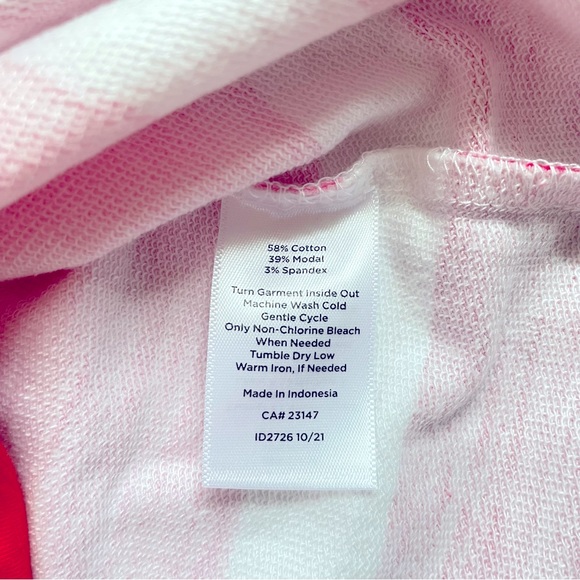 58% Cotton
39% Modal
3% Spandex
Turn Garment Inside Out
Machine Wash Cold
Gentle Cycle
Only Non-Chlorine Bleach
When Needed
Tumble Dry Low
Warm Iron, If Needed
Made In Indonesia
CA# 23147
ID2726 10/21